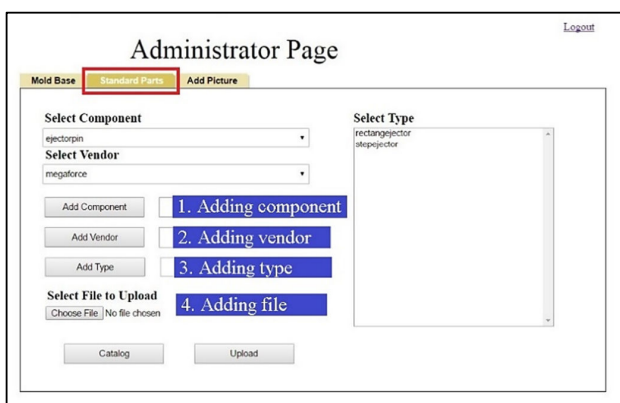 Logout
Administrator Page
Mold Base Standard Parts Add Picture
Select Component
ejectorpin
Select Vendor
megaforce
Add Component 1. Adding component
Add Vendor 2. Adding vendor
Add Type 3. Adding type
Select File to Upload
Choose File No file chosen 4. Adding file
Catalog Upload
Select Type
rectangejector
stepejector